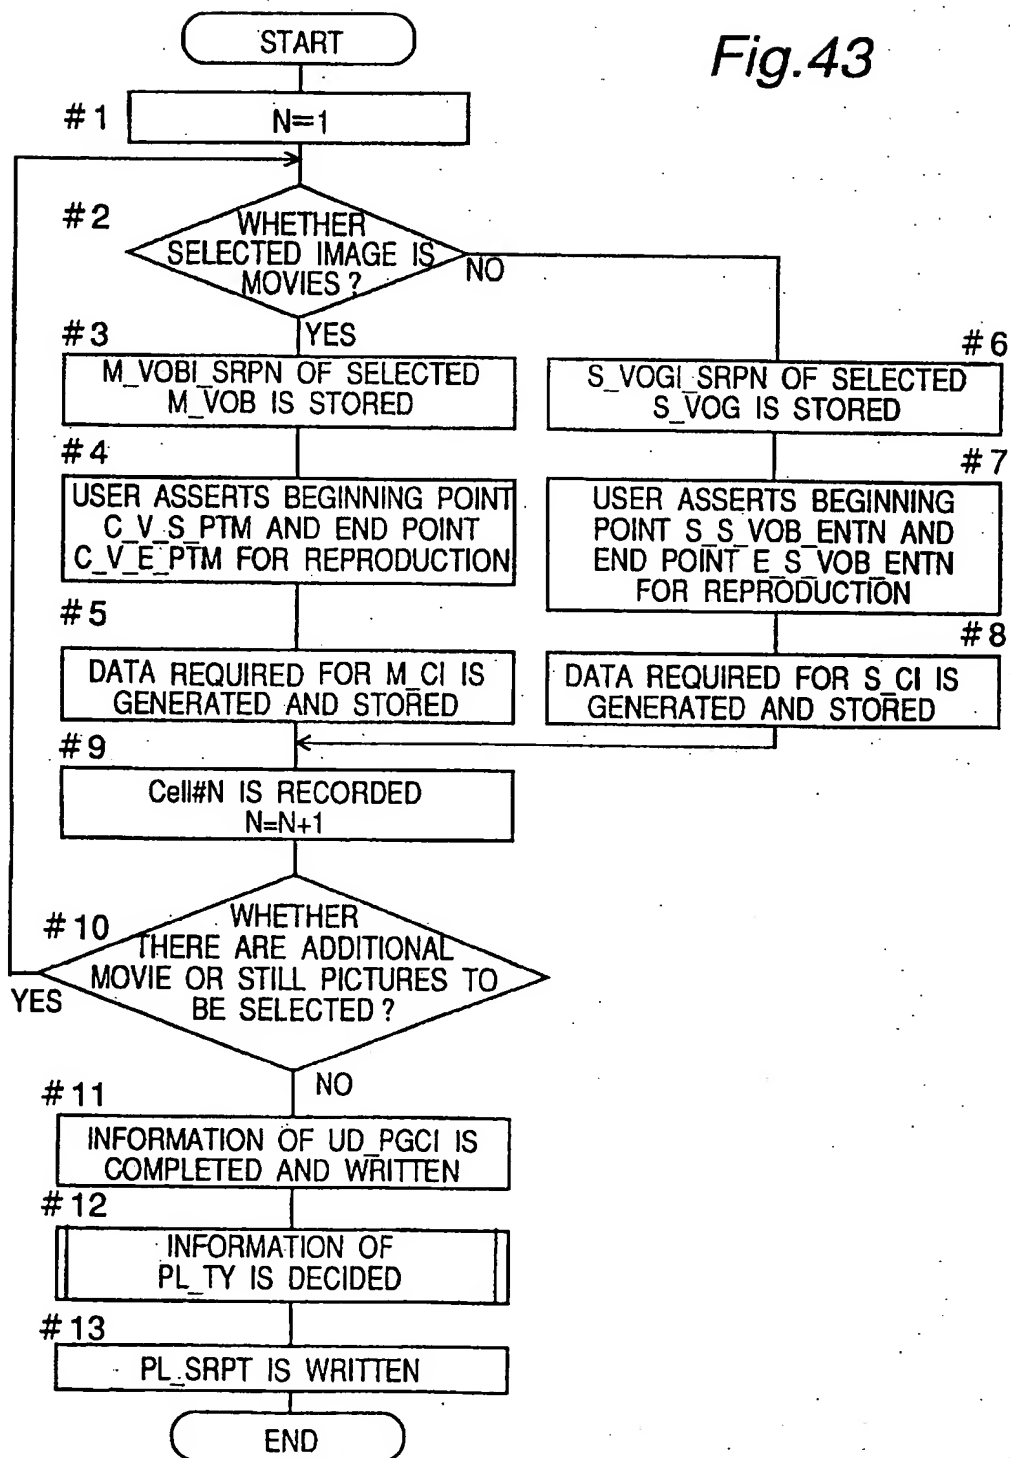 Fig.43
START
#1
N=1
#2
WHETHER
SELECTED IMAGE IS
MOVIES?
NO
YES
#3
M_VOBI_SRPN OF SELECTED
M_VOB IS STORED
#6
S_VOGI_SRPN OF SELECTED
S_VOG IS STORED
#4
USER ASSERTS BEGINNING POINT
C_V_S_PTM AND END POINT
C_V_E_PTM FOR REPRODUCTION
#7
USER ASSERTS BEGINNING
POINT S_S_VOB_ENTN AND
END POINT E_S_VOB_ENTN
FOR REPRODUCTION
#5
DATA REQUIRED FOR M_CI IS
GENERATED AND STORED
#8
DATA REQUIRED FOR S_CI IS
GENERATED AND STORED
#9
Cell#N IS RECORDED
N=N+1
#10
WHETHER
THERE ARE ADDITIONAL
MOVIE OR STILL PICTURES TO
BE SELECTED?
YES
NO
#11
INFORMATION OF UD_PGCI IS
COMPLETED AND WRITTEN
#12
INFORMATION OF
PL_TY IS DECIDED
#13
PL_SRPT IS WRITTEN
END